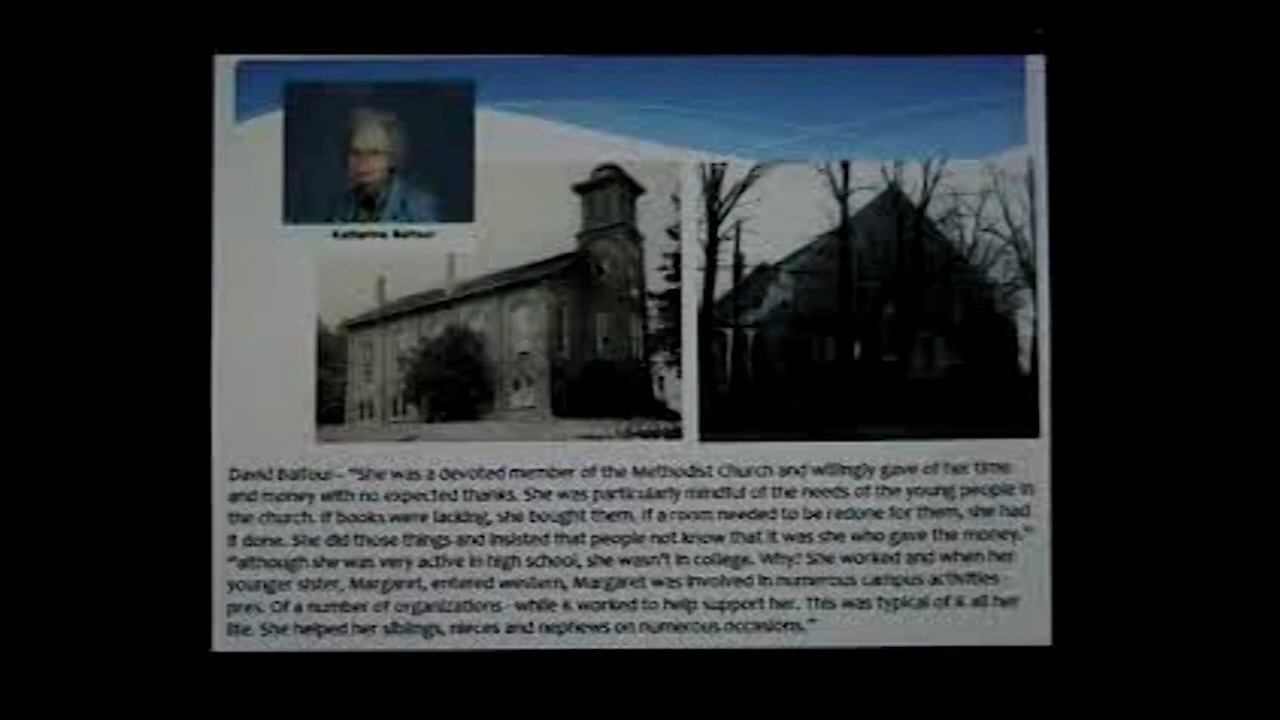 Katharine Balfour
David Balfour- "She was a devoted member of the Methodist Church and willingly gave of her time
and money with no expected thanks. She was particularly mindful of the needs of the young people in
the church. If books were lacking, she bought them. If a room needed to be redone for them, she had
it done. She did those things and insisted that people not know that it was she who gave the money."
"although she was very active in high school, she wasn't in college. Why? She worked and when her
younger sister, Margaret, entered western, Margaret was involved in numerous campus activities -
pres. Of a number of organizations - while k worked to help support her. This was typical of k all her
life. She helped her siblings, nieces and nephews on numerous occasions."